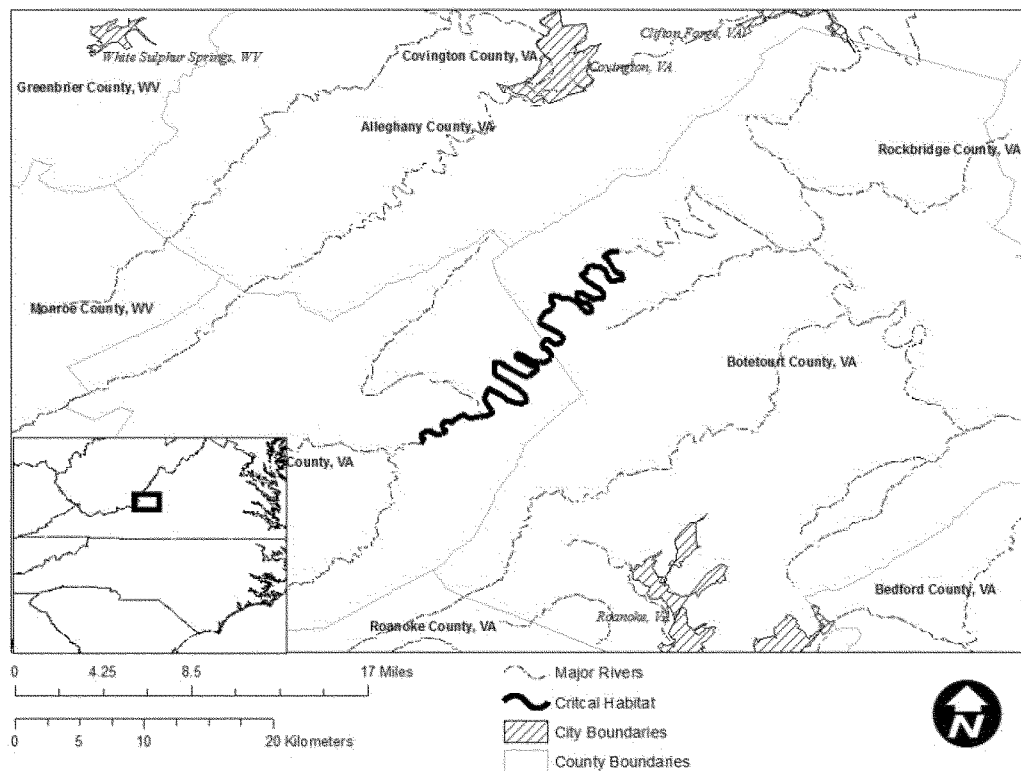 White Sulphur Springs, WV
Greenbrier County, WV
Covington County, VA
Clifton Forge, VA
Covington, VA
Alleghany County, VA
Rockbridge County, VA
Monroe County, WV
Botetourt County, VA
County, VA
Bedford County, VA
Roanoke, VA
Roanoke County, VA
0 4.25 8.5 17 Miles
0 5 10 20 Kilometers
Major Rivers
Critcal Habitat
City Boundaries
County Boundaries
N